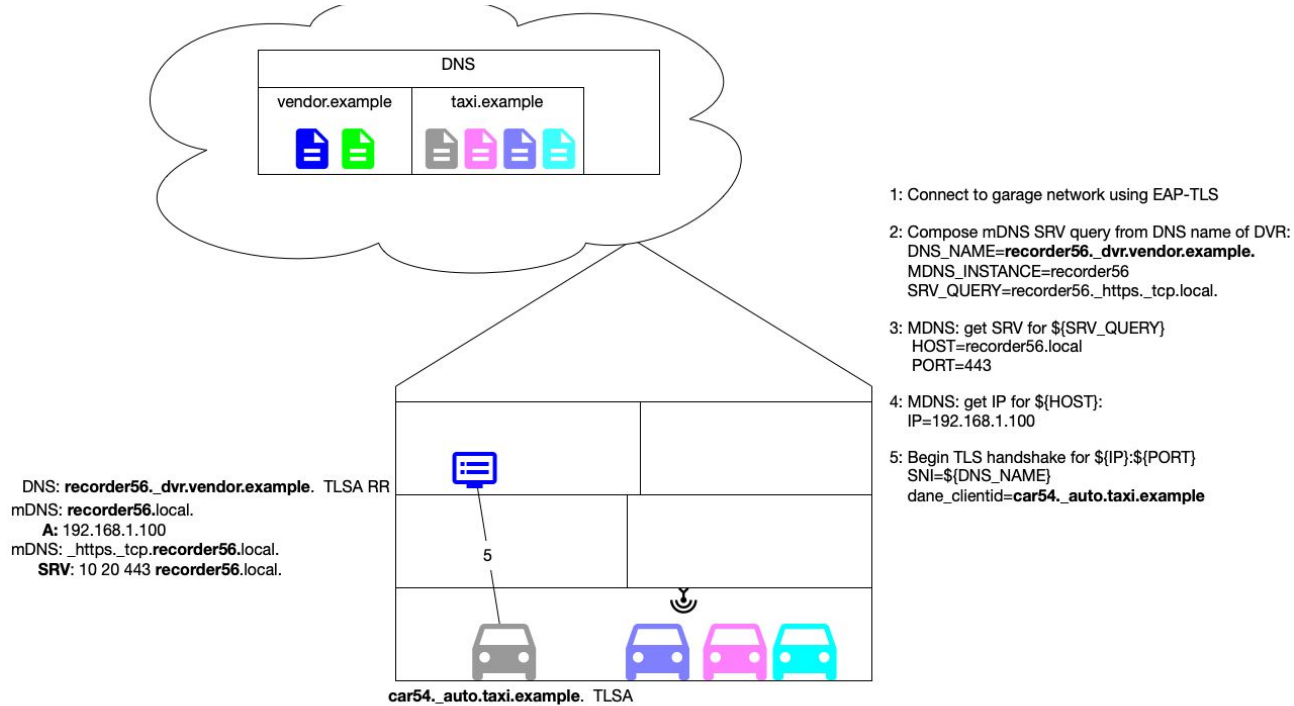 DNS
vendor.example
taxi.example
1: Connect to garage network using EAP-TLS
2: Compose mDNS SRV query from DNS name of DVR:
DNS_NAME=recorder56._dvr.vendor.example.
MDNS_INSTANCE=recorder56
SRV_QUERY=recorder56._https._tcp.local.
3: MDNS: get SRV for ${SRV_QUERY}
HOST=recorder56.local
PORT=443
4: MDNS: get IP for ${HOST}:
IP=192.168.1.100
5: Begin TLS handshake for ${IP}:${PORT}
SNI=${DNS_NAME}
dane_clientid=car54._auto.taxi.example
DNS: recorder56._dvr.vendor.example. TLSA RR
mDNS: recorder56.local.
A: 192.168.1.100
mDNS: _https._tcp.recorder56.local.
SRV: 10 20 443 recorder56.local.
5
car54._auto.taxi.example. TLSA